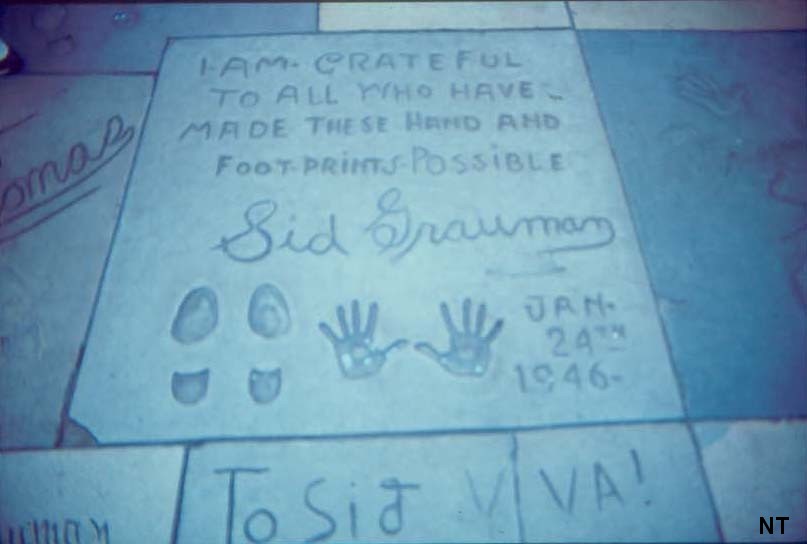 I-AM-GRATEFUL
TO ALL WHO HAVE
MADE THESE HAND AND
FOOT-PRINTS-POSSIBLE
Sid Grauman
JAN.
24TH
1946-
To Sid VIVA!
NT